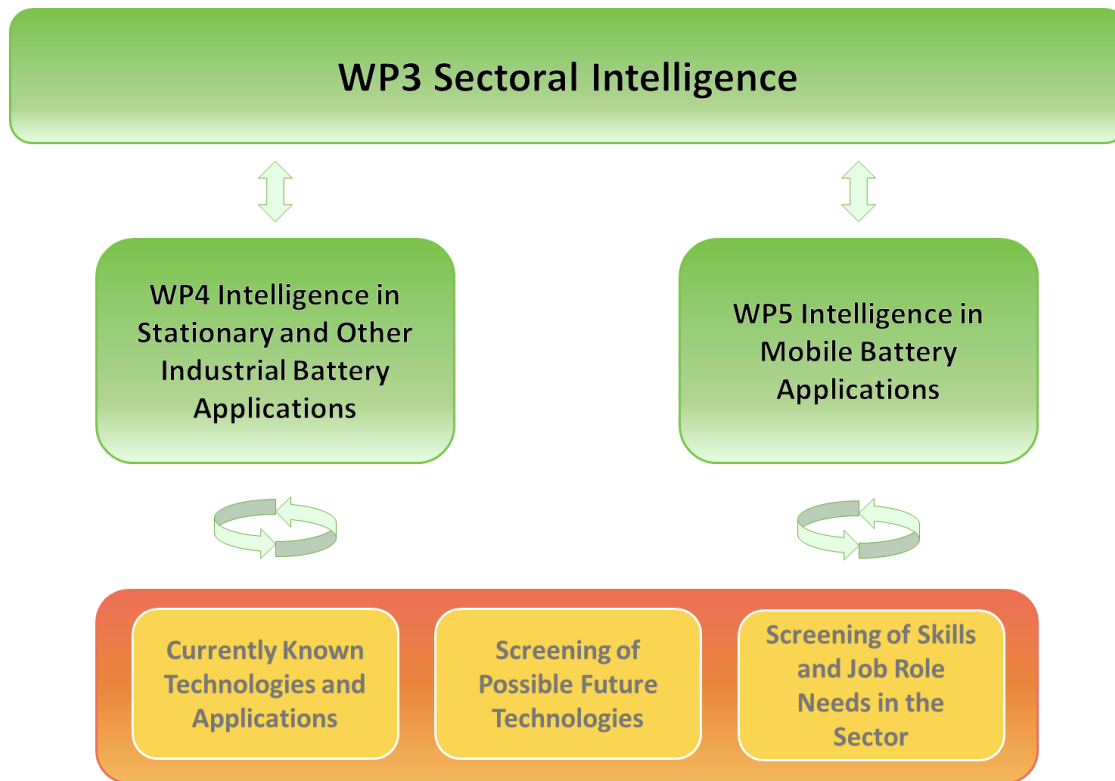 WP3 Sectoral Intelligence
WP4 Intelligence in
Stationary and Other
Industrial Battery
Applications
WP5 Intelligence in
Mobile Battery
Applications
Currently Known
Technologies and
Applications
Screening of
Possible Future
Technologies
Screening of Skills
and Job Role
Needs in the
Sector